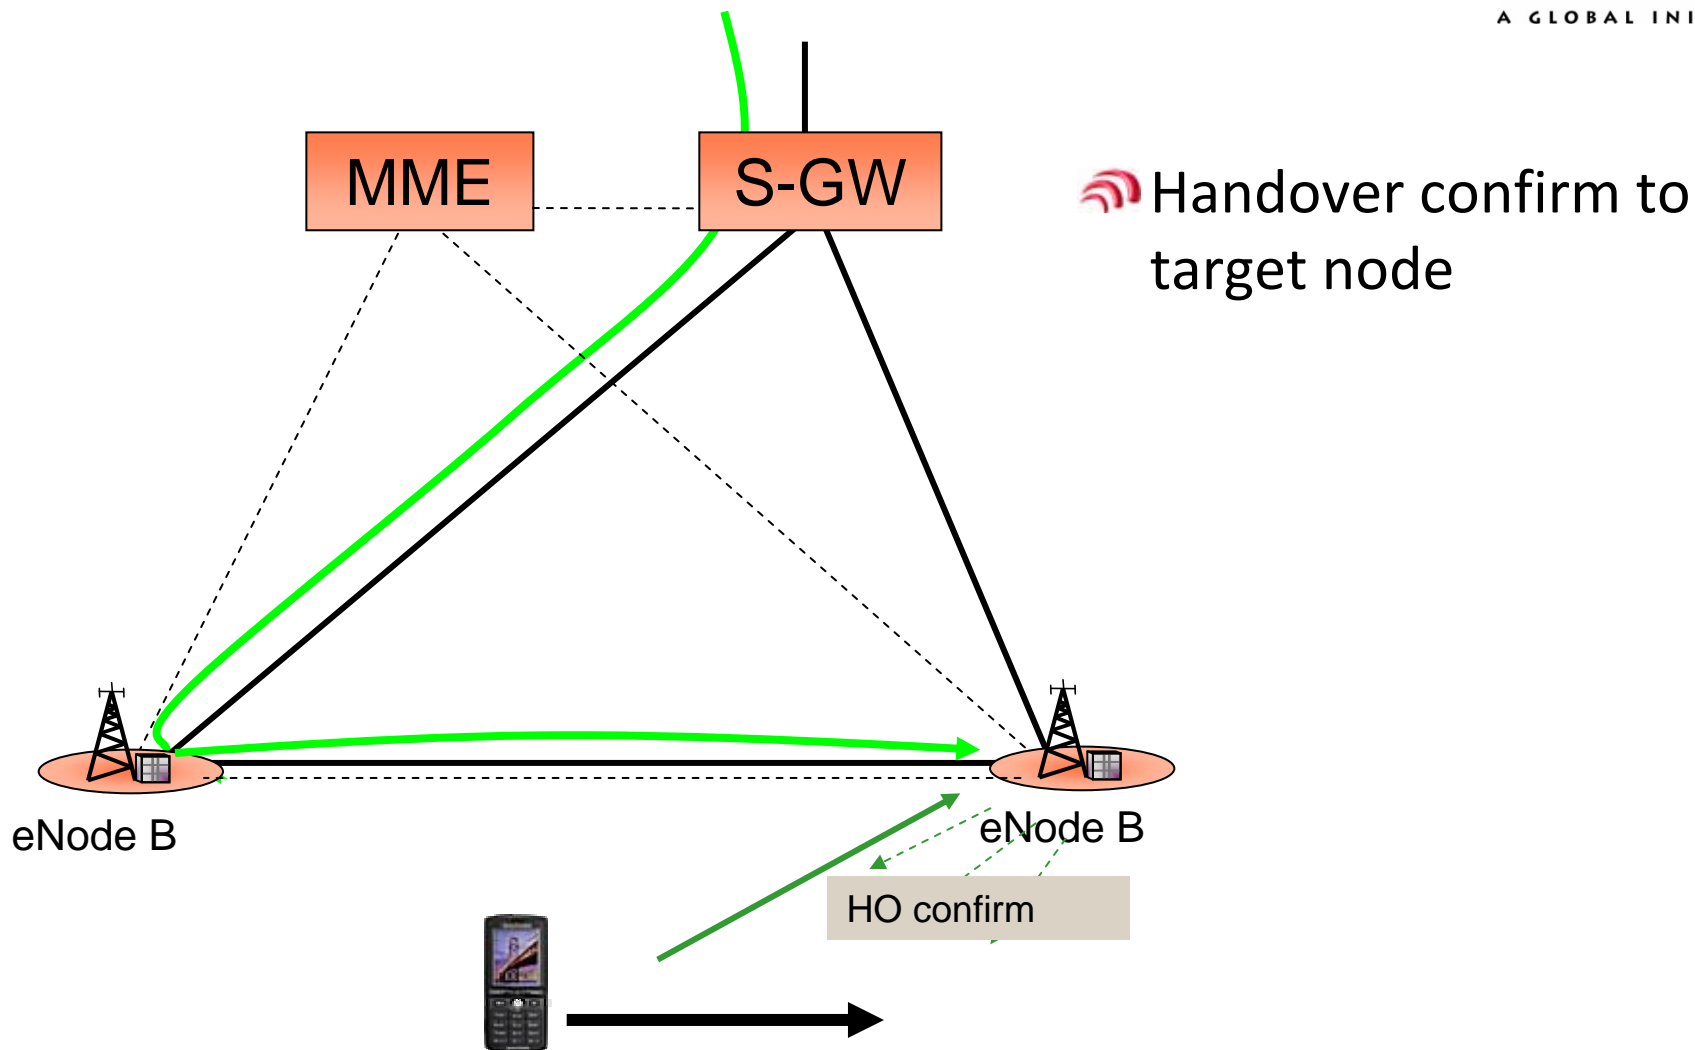 A GLOBAL INI
MME
S-GW
Handover confirm to
target node
eNode B
eNode B
HO confirm